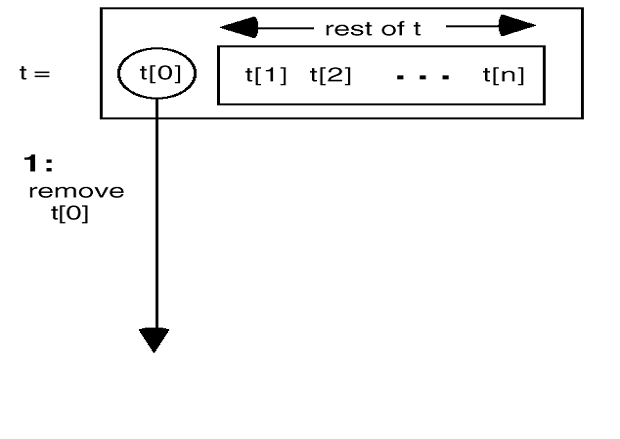 rest of t
t = t[0] t[1] t[2] . . . t[n]
1:
remove
t[0]